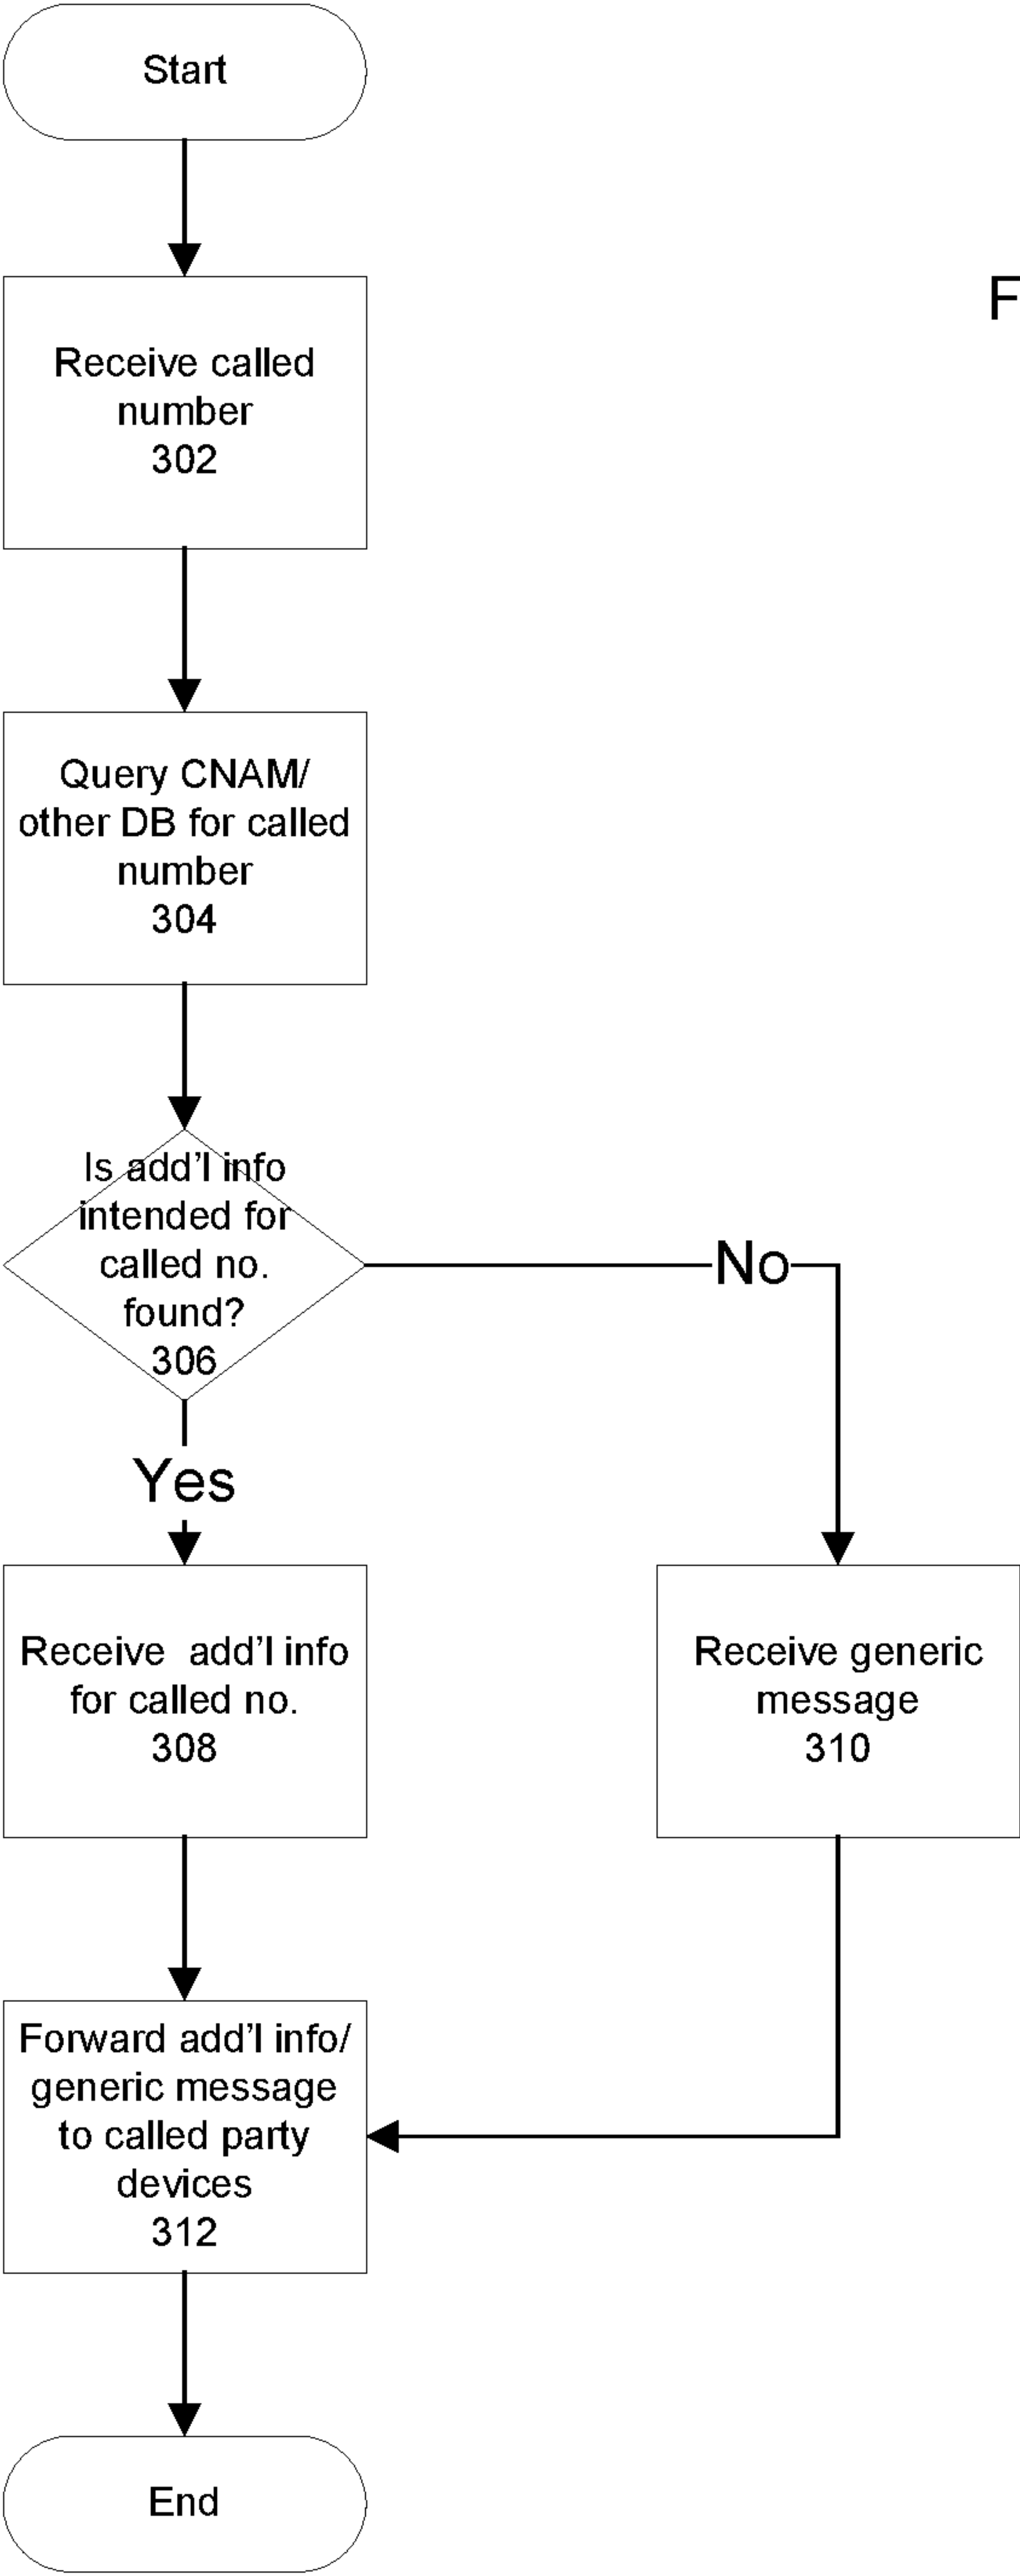 Start
F
Receive called
number
302
Query CNAM/
other DB for called
number
304
Is add'l info
intended for
called no.
found?
306
No
Yes
Receive add'l info
for called no.
308
Receive generic
message
310
Forward add'l info/
generic message
to called party
devices
312
End